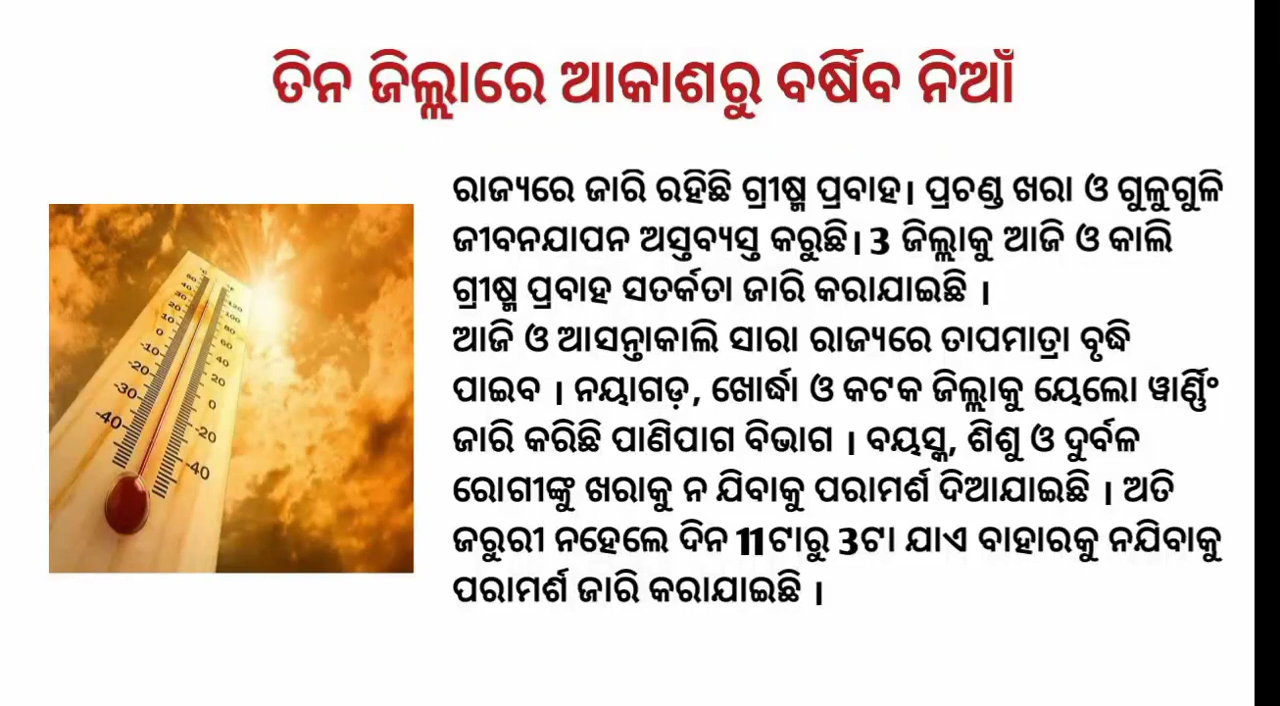 ତିନ ଜିଲ୍ଲାରେ ଆକାଶରୁ ବର୍ଷିବ ନିଆଁ
ରାଜ୍ୟରେ ଜାରି ରହିଛି ଗ୍ରୀଷ୍ମ ପ୍ରବାହ। ପ୍ରଚଣ୍ଡ ଖରା ଓ ଗୁଳୁଗୁଳି
ଜୀବନଯାପନ ଅସ୍ତବ୍ୟସ୍ତ କରୁଛି। 3 ଜିଲ୍ଲାକୁ ଆଜି ଓ କାଲି
ଗ୍ରୀଷ୍ମ ପ୍ରବାହ ସତର୍କତା ଜାରି କରାଯାଇଛି ।
ଆଜି ଓ ଆସନ୍ତାକାଲି ସାରା ରାଜ୍ୟରେ ତାପମାତ୍ରା ବୃଦ୍ଧି
ପାଇବ । ନୟାଗଡ଼, ଖୋର୍ଦ୍ଧା ଓ କଟକ ଜିଲ୍ଲାକୁ ୟେଲୋ ୱାର୍ଣ୍ଣିଂ
ଜାରି କରିଛି ପାଣିପାଗ ବିଭାଗ । ବୟସ୍କ, ଶିଶୁ ଓ ଦୁର୍ବଳ
ରୋଗୀଙ୍କୁ ଖରାକୁ ନ ଯିବାକୁ ପରାମର୍ଶ ଦିଆଯାଇଛି । ଅତି
ଜରୁରୀ ନହେଲେ ଦିନ 11ଟାରୁ 3ଟା ଯାଏ ବାହାରକୁ ନଯିବାକୁ
ପରାମର୍ଶ ଜାରି କରାଯାଇଛି ।